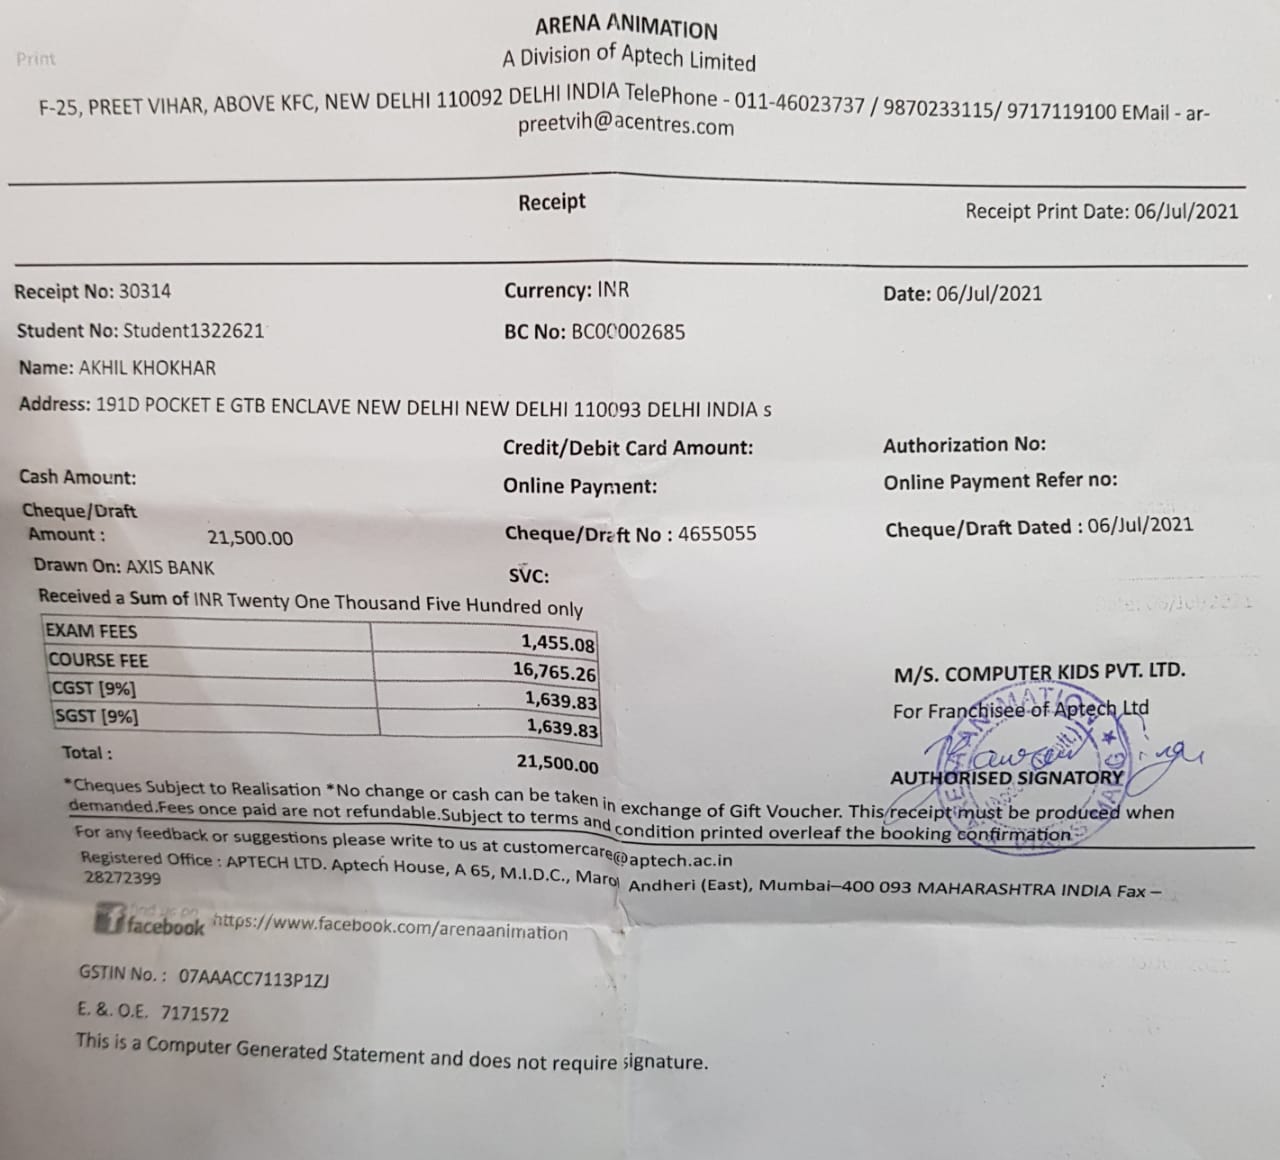 ARENA ANIMATION
A Division of Aptech Limited
Print
F-25, PREET VIHAR, ABOVE KFC, NEW DELHI 110092 DELHI INDIA TelePhone - 011-46023737 / 9870233115/ 9717119100 EMail - ar-
preetvih@acentres.com
Receipt
Receipt Print Date: 06/Jul/2021
Receipt No: 30314 Currency: INR Date: 06/Jul/2021
Student No: Student1322621 BC No: BC00002685
Name: AKHIL KHOKHAR
Address: 191D POCKET E GTB ENCLAVE NEW DELHI NEW DELHI 110093 DELHI INDIA s
Credit/Debit Card Amount: Authorization No:
Cash Amount: Online Payment: Online Payment Refer no:
Cheque/Draft
Amount : 21,500.00 Cheque/Draft No : 4655055 Cheque/Draft Dated : 06/Jul/2021
Drawn On: AXIS BANK SVC:
Received a Sum of INR Twenty One Thousand Five Hundred only
EXAM FEES 1,455.08
COURSE FEE 16,765.26
CGST [9%] 1,639.83
SGST [9%] 1,639.83
Total : 21,500.00
M/S. COMPUTER KIDS PVT. LTD.
For Franchisee of Aptech Ltd
AUTHORISED SIGNATORY
*Cheques Subject to Realisation *No change or cash can be taken in exchange of Gift Voucher. This receipt must be produced when
demanded.Fees once paid are not refundable.Subject to terms and condition printed overleaf the booking confirmation
For any feedback or suggestions please write to us at customercare@aptech.ac.in
Registered Office : APTECH LTD. Aptech House, A 65, M.I.D.C., Marol Andheri (East), Mumbai–400 093 MAHARASHTRA INDIA Fax –
28272399
find us on
facebook https://www.facebook.com/arenaanimation
GSTIN No. : 07AAACC7113P1ZJ
E. &. O.E. 7171572
This is a Computer Generated Statement and does not require signature.